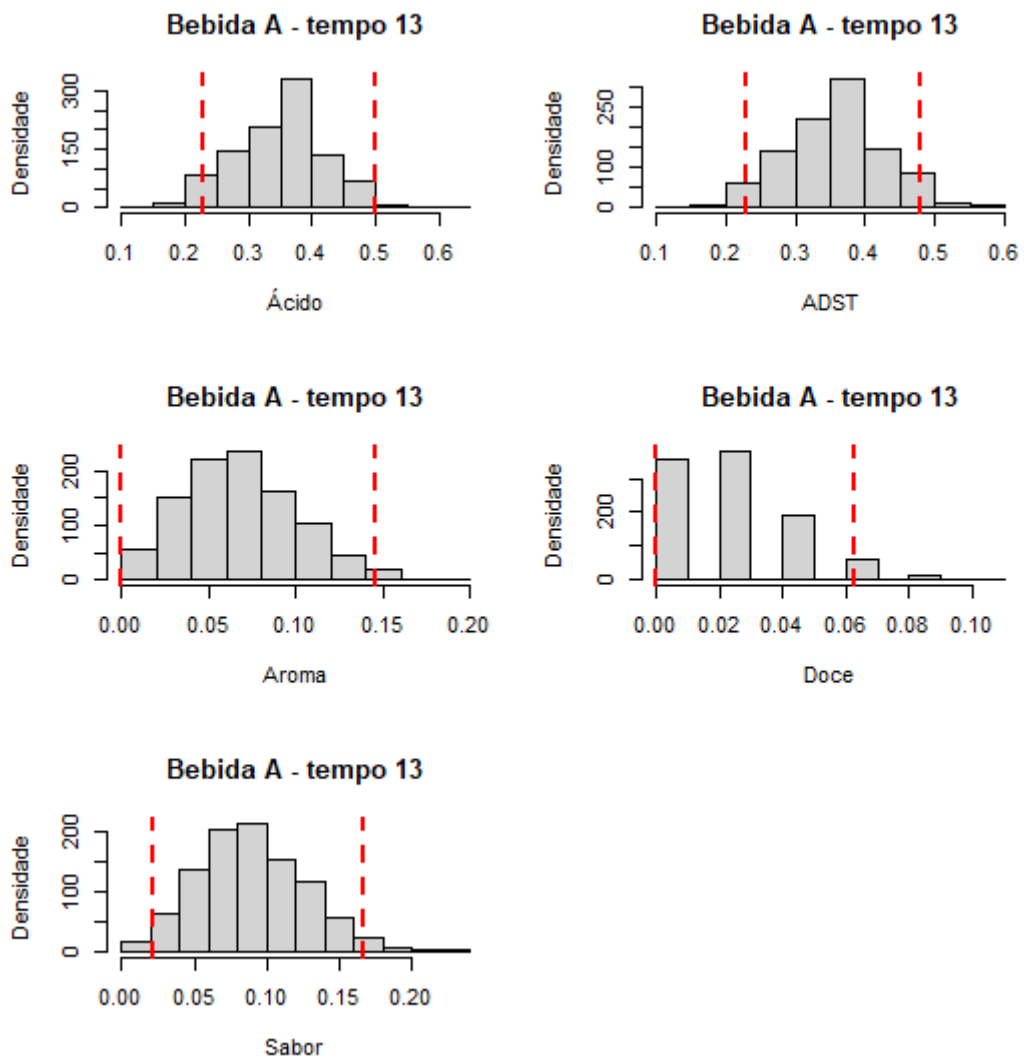 Bebida A - tempo 13
Densidade
0 150 300
0.1 0.2 0.3 0.4 0.5 0.6
Ácido
Bebida A - tempo 13
Densidade
0 100 250
0.1 0.2 0.3 0.4 0.5 0.6
ADST
Bebida A - tempo 13
Densidade
0 100 200
0.00 0.05 0.10 0.15 0.20
Aroma
Bebida A - tempo 13
Densidade
0 200
0.00 0.02 0.04 0.06 0.08 0.10
Doce
Bebida A - tempo 13
Densidade
0 100 200
0.00 0.05 0.10 0.15 0.20
Sabor